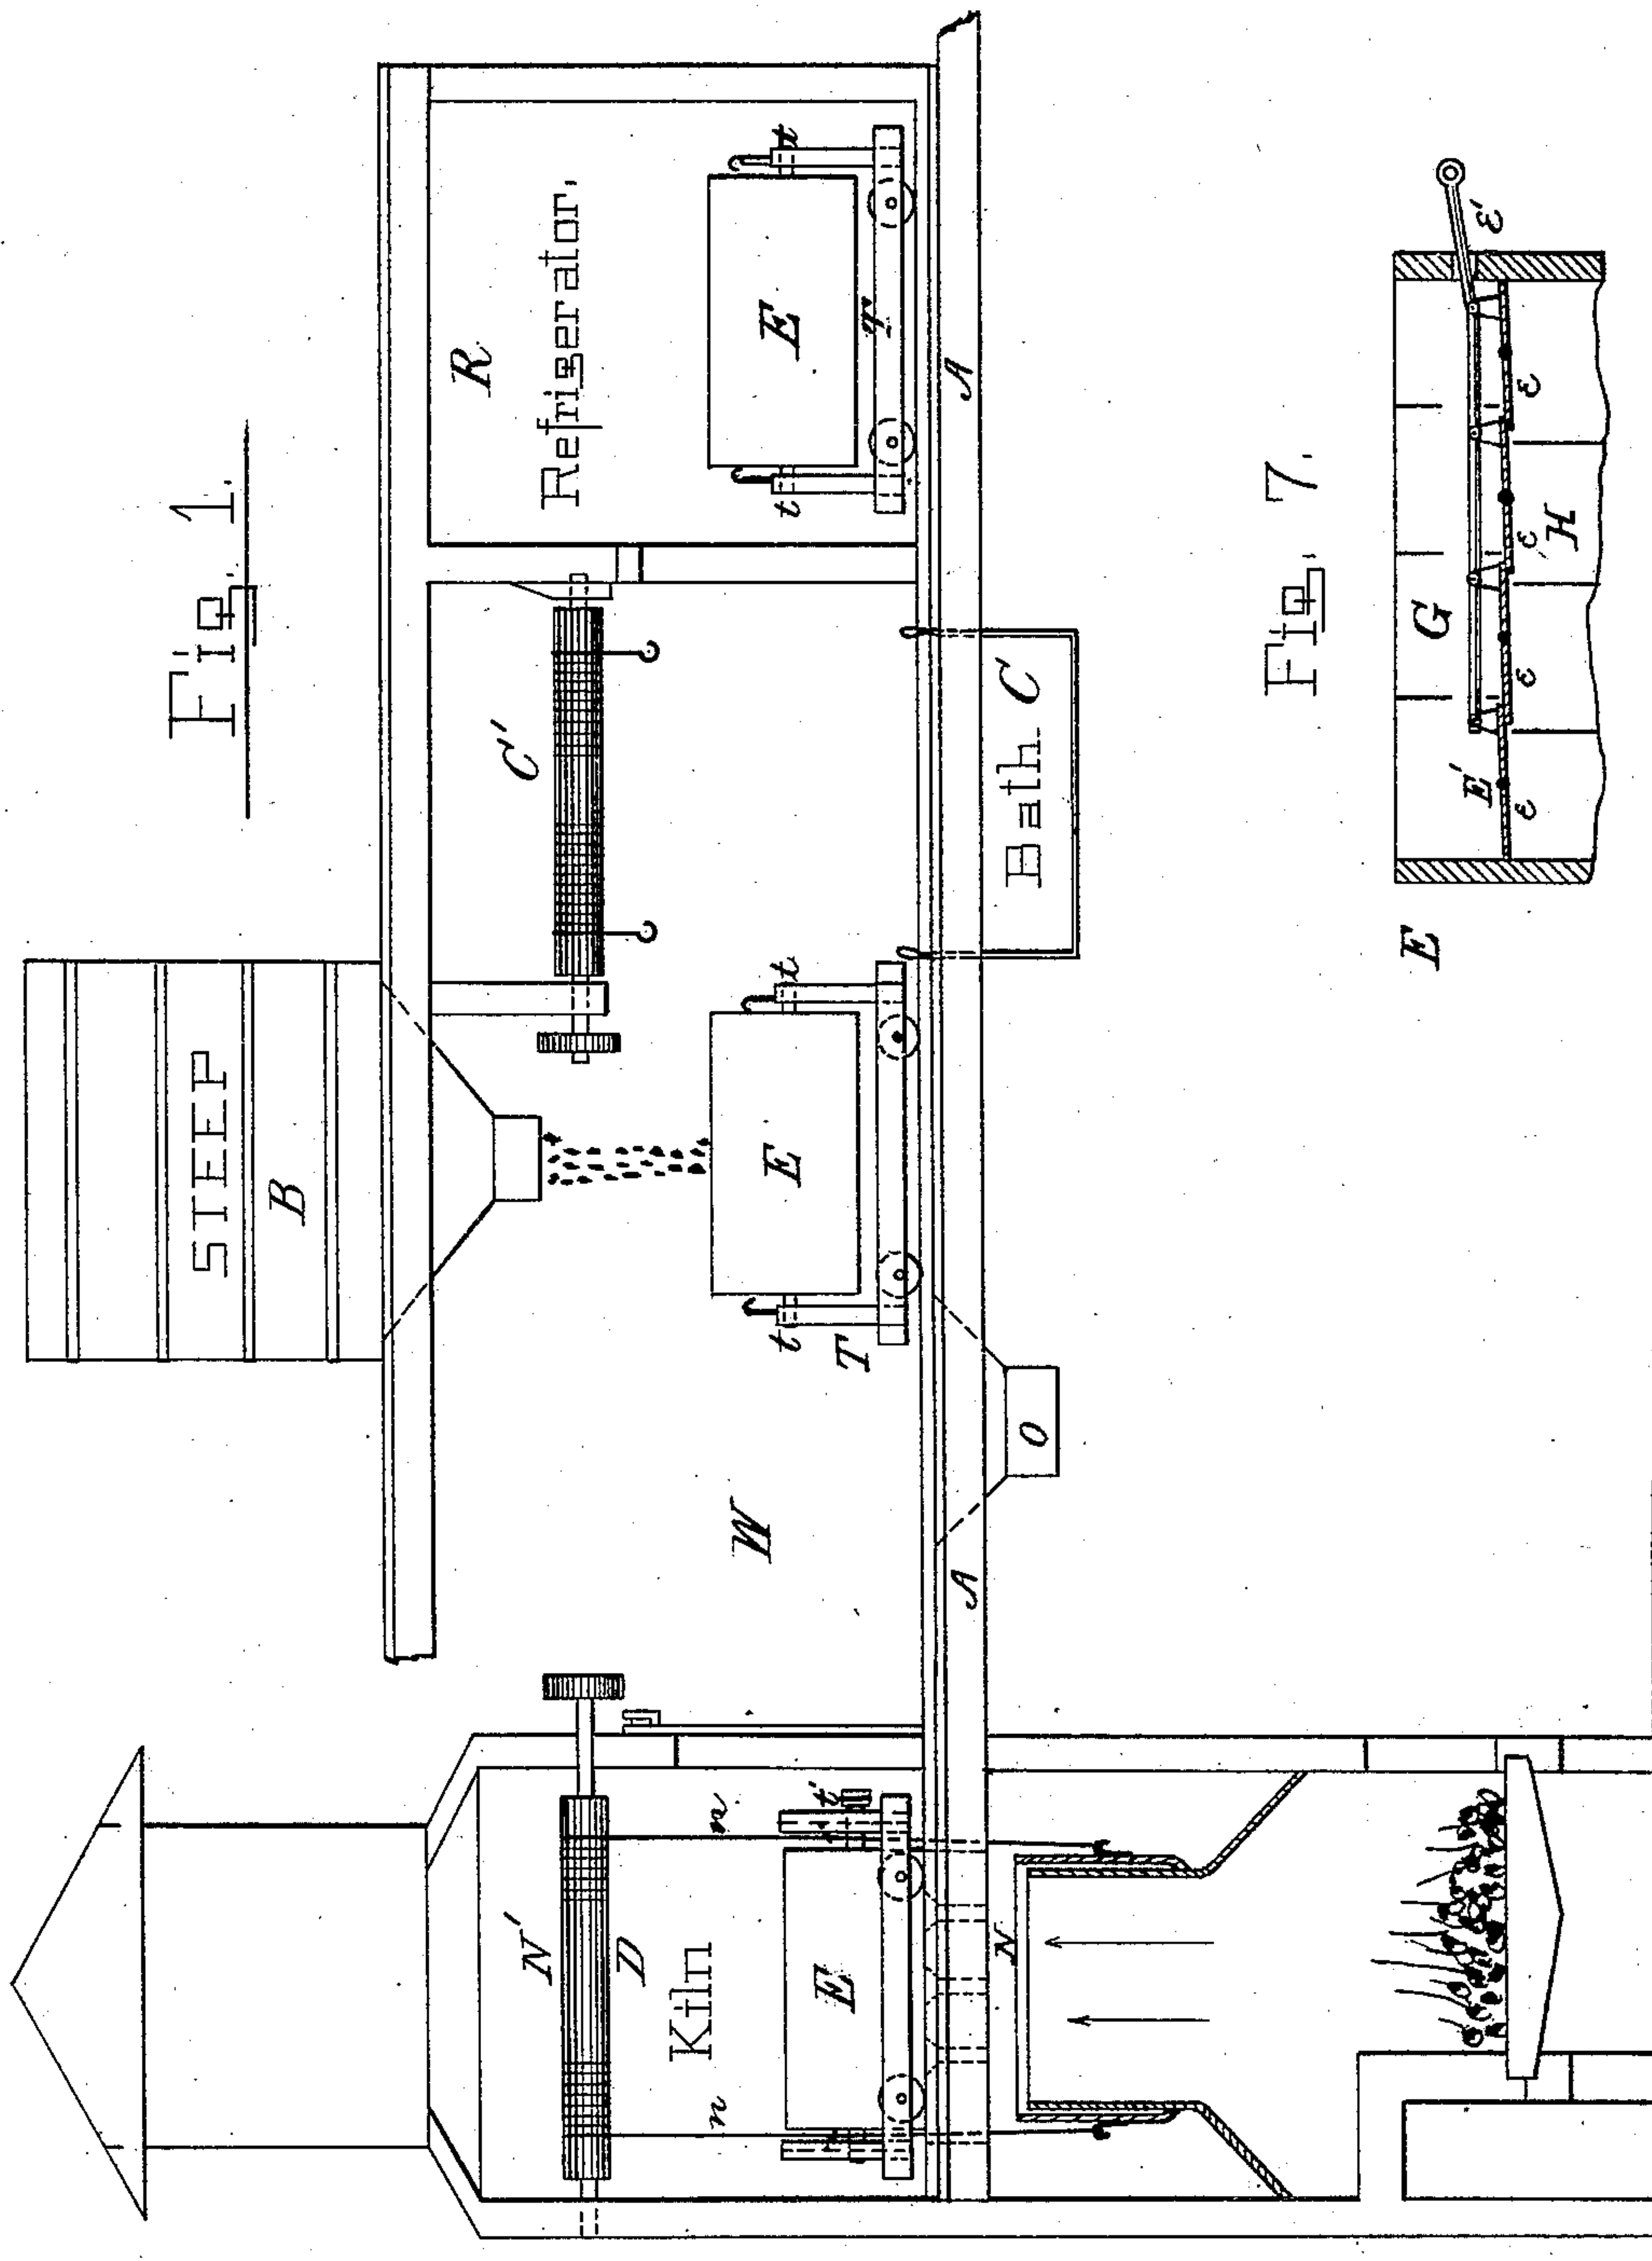 Fig. 1.
STEEP
B
R
Refrigerator.
C'
t
E
t
T
A
Bath C
t
E
t
T
W
O
A
N'
D
Kiln
n
n
E
t'
N
Fig. 7.
E
G
E'
H
ε
ε
ε
ε
ε'